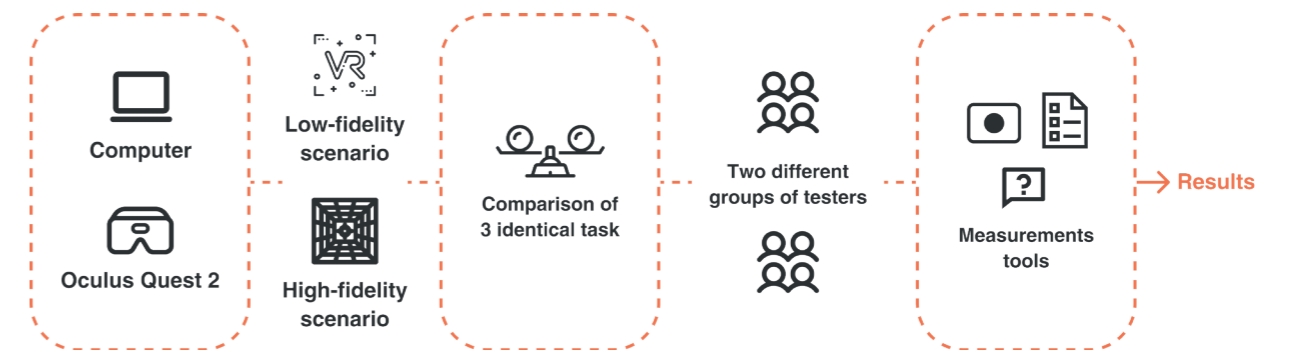 Computer
Oculus Quest 2
VR
Low-fidelity
scenario
High-fidelity
scenario
Comparison of
3 identical task
Two different
groups of testers
?
Measurements
tools
Results